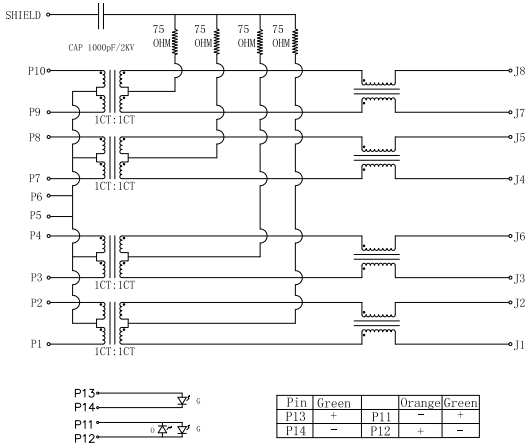 SHIELD
CAP 1000pF/2KV
75 OHM
75 OHM
75 OHM
75 OHM
P10
J8
P9
J7
1CT:1CT
P8
J5
P7
J4
1CT:1CT
P6
P5
P4
J6
P3
J3
1CT:1CT
P2
J2
P1
J1
1CT:1CT
P13
G
P14
P11
O
G
P12
Pin Green Orange Green
P13 + P11 - +
P14 - P12 + -